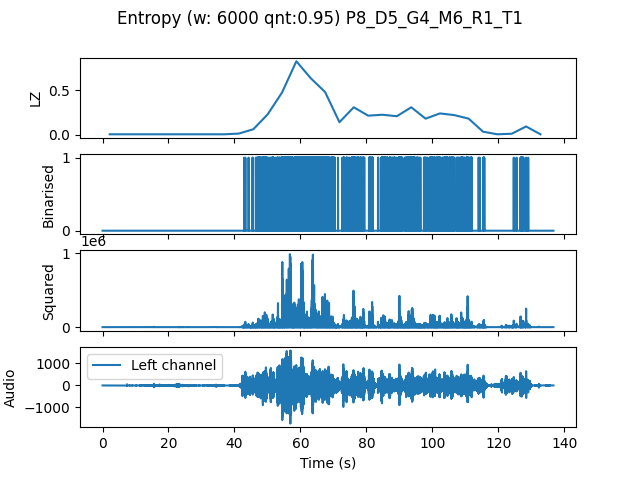 Entropy (w: 6000 qnt:0.95) P8_D5_G4_M6_R1_T1
0.5
0.0
LZ
1
0
Binarised
1e6
1
0
Squared
Left channel
1000
0
−1000
Audio
0 20 40 60 80 100 120 140
Time (s)